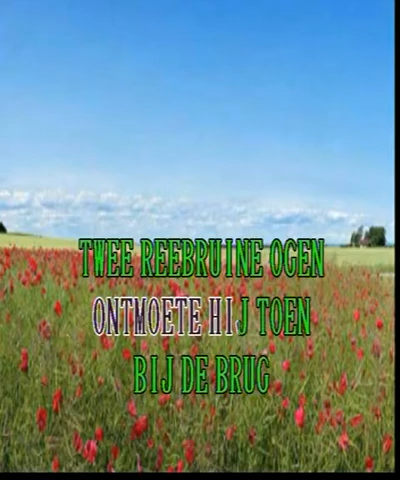 TWEE REEBRUINE OGEN
ONTMOETE HIJ TOEN
BIJ DE BRUG